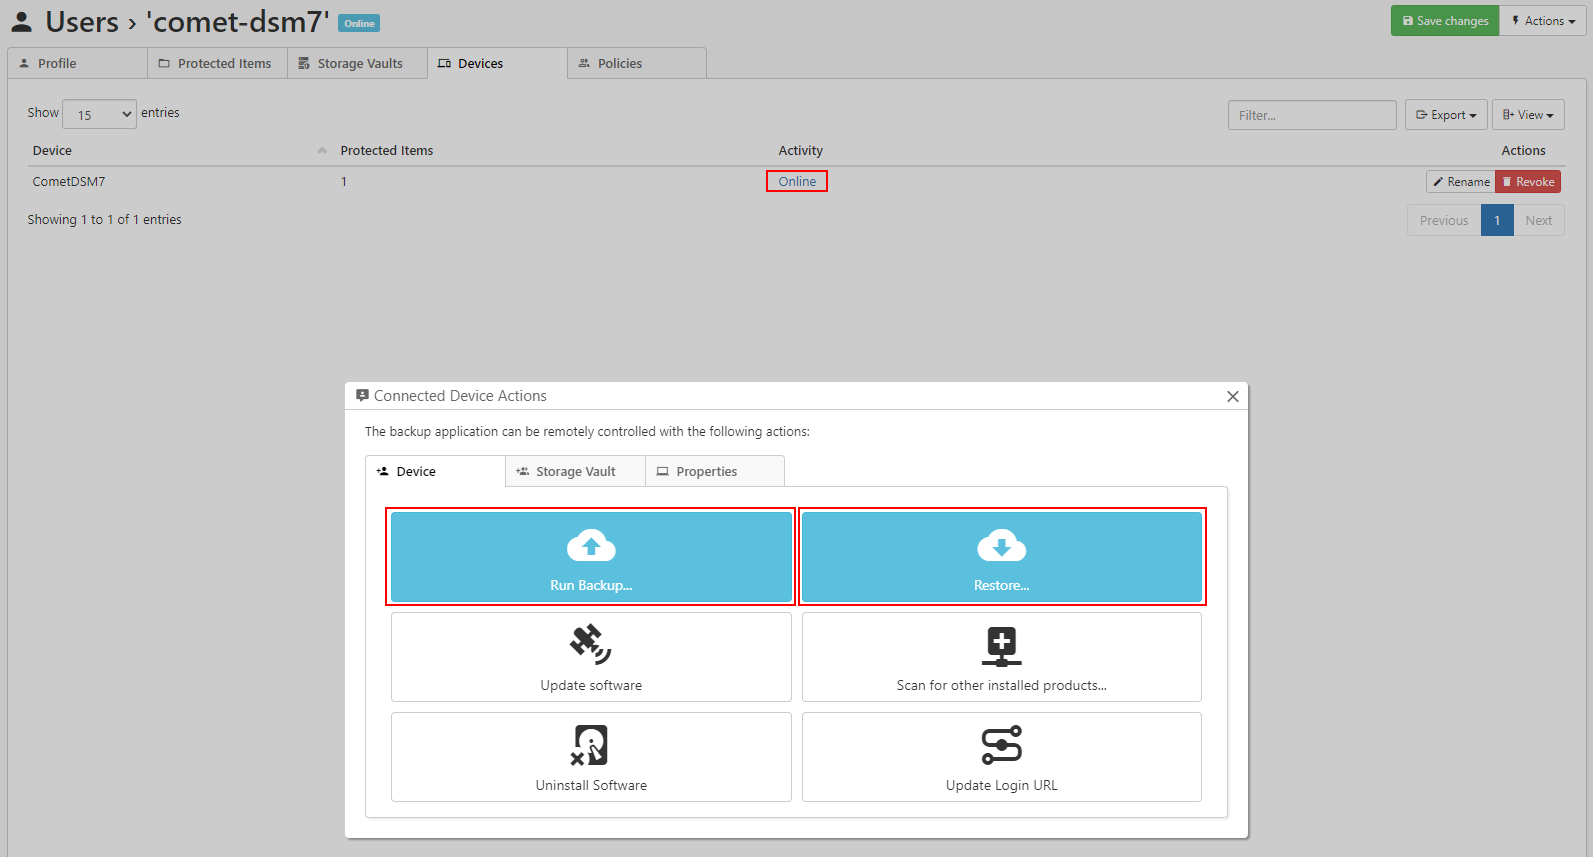 Users › 'comet-dsm7' Online
Save changes Actions
Profile Protected Items Storage Vaults Devices Policies
Show 15 entries Filter... Export View
Device Protected Items Activity Actions
CometDSM7 1 Online Rename Revoke
Showing 1 to 1 of 1 entries Previous 1 Next
Connected Device Actions
The backup application can be remotely controlled with the following actions:
Device Storage Vault Properties
Run Backup... Restore...
Update software Scan for other installed products...
Uninstall Software Update Login URL